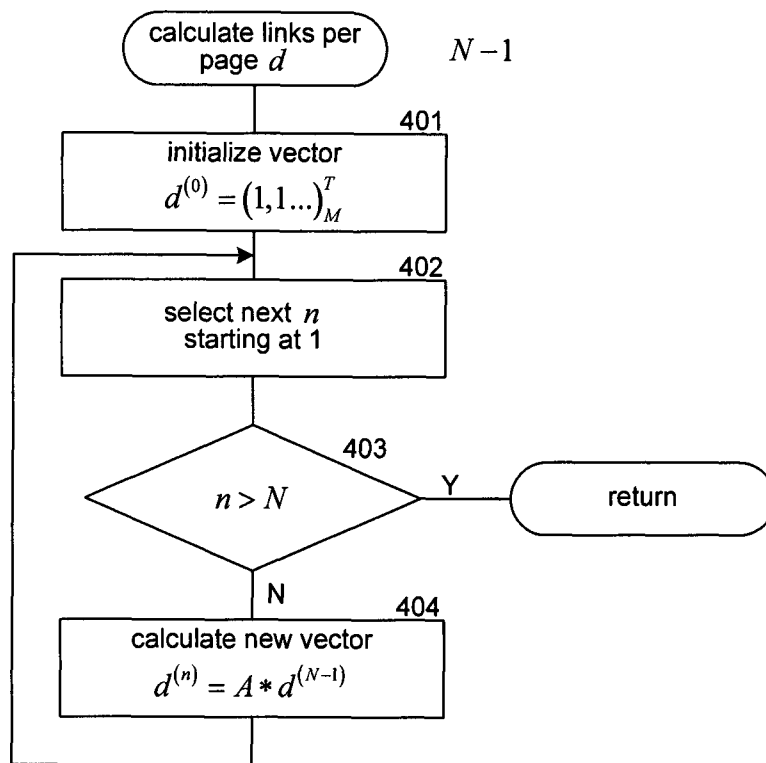 calculate links per
page d
N−1
401
initialize vector
d^(0) = (1,1...)_M^T
402
select next n
starting at 1
403
n > N
Y
return
N
404
calculate new vector
d^(n) = A * d^(N−1)